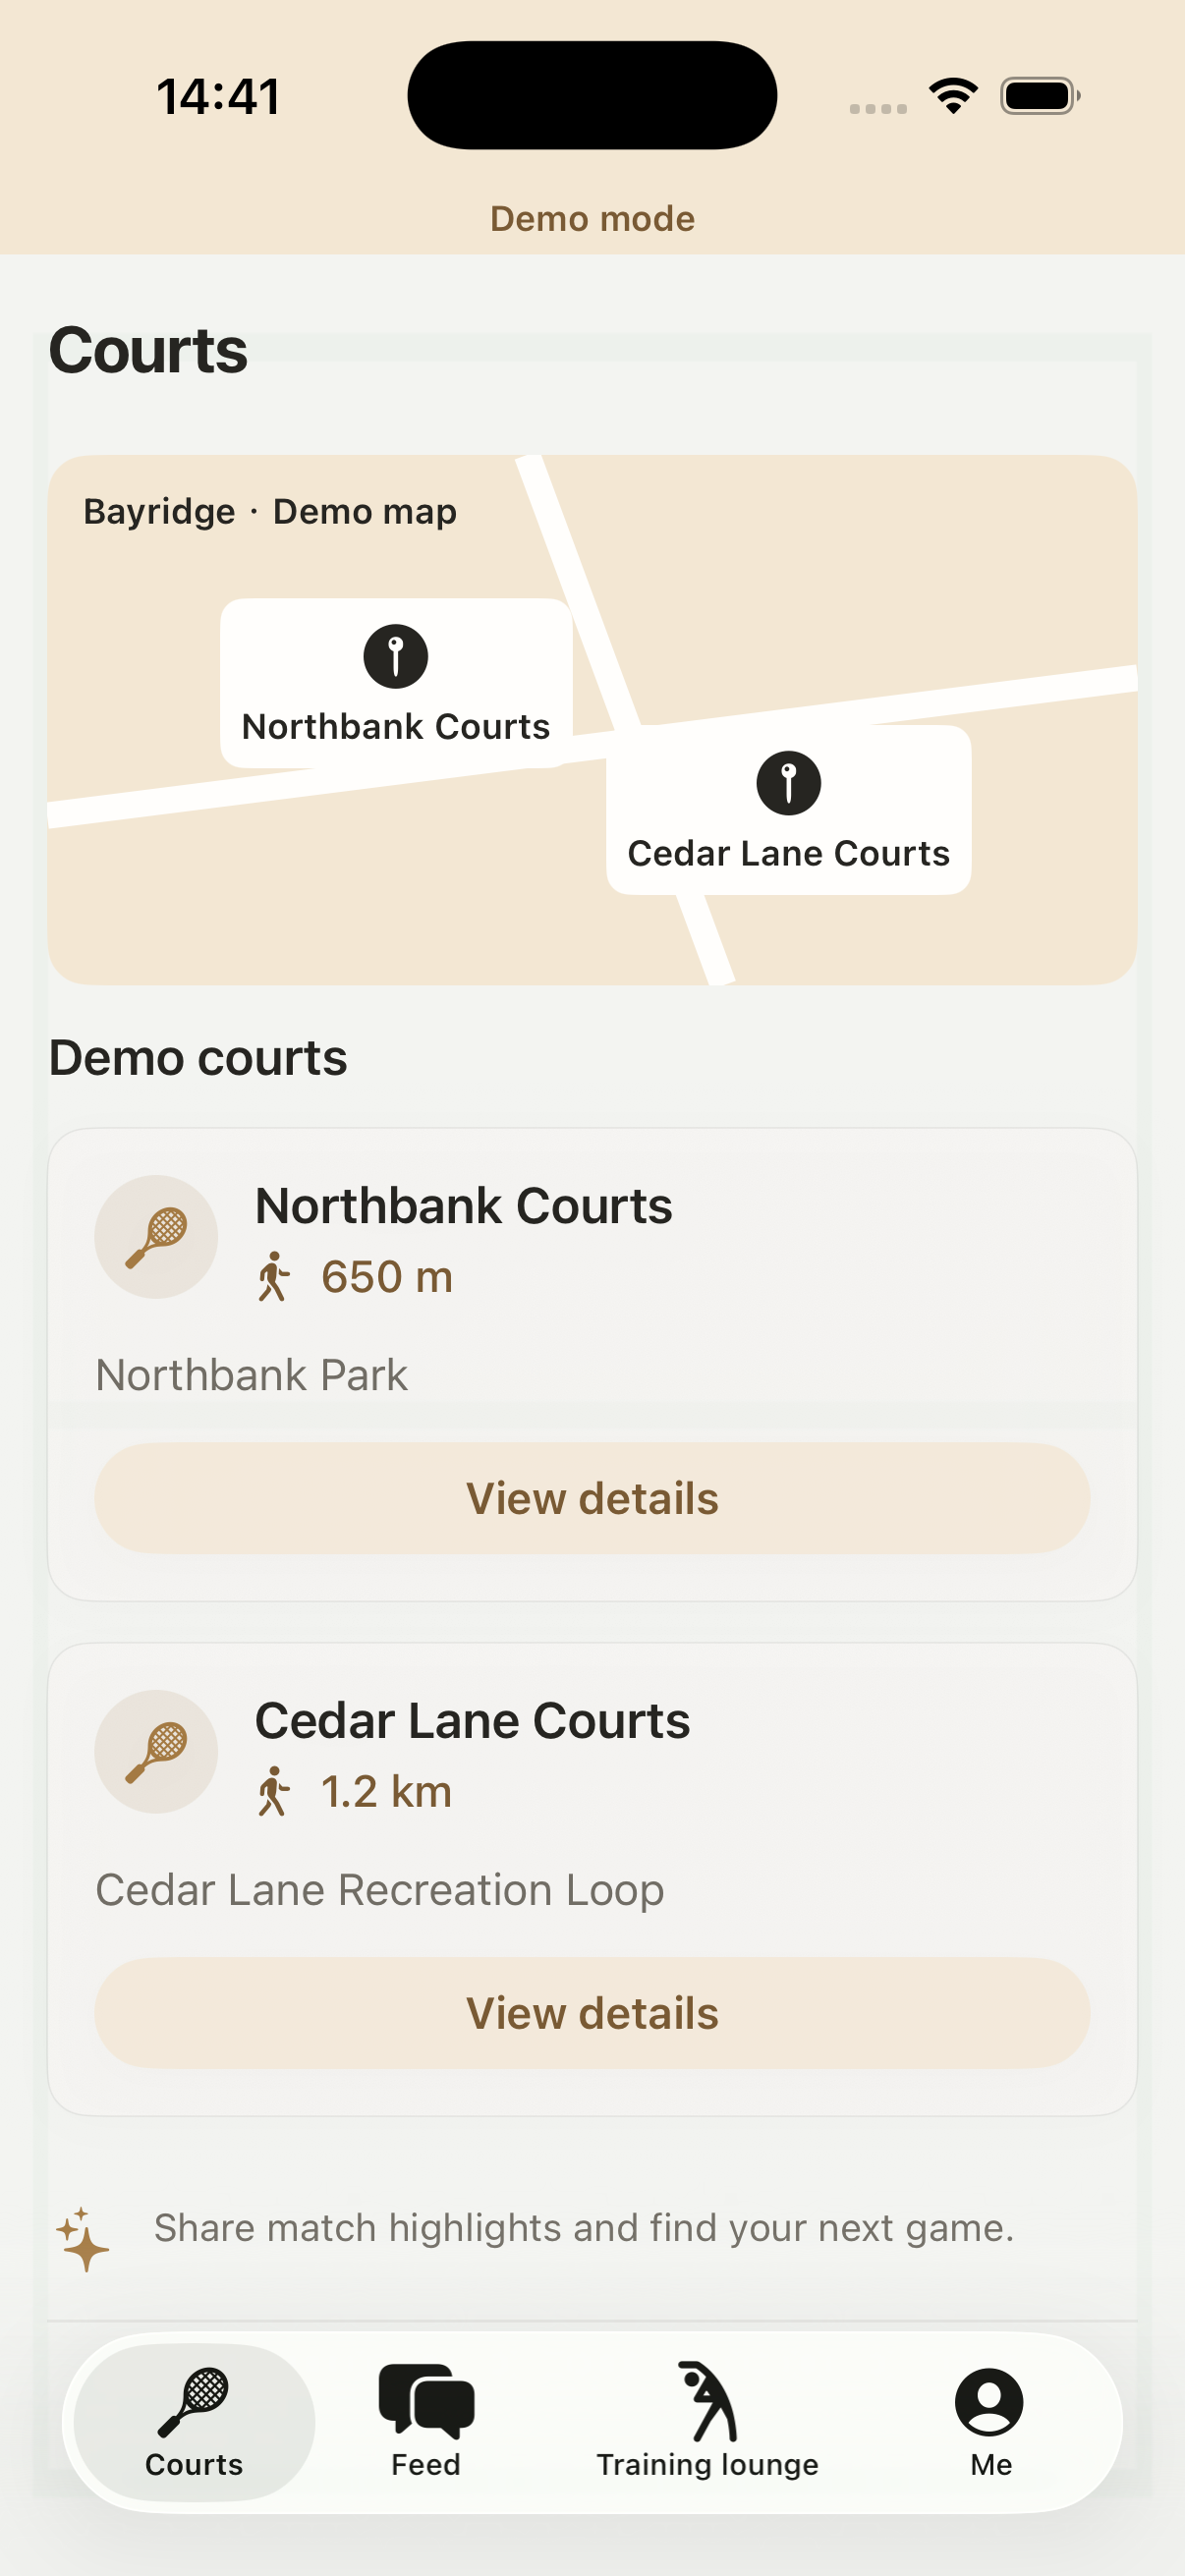 14:41
Demo mode
Courts
Bayridge · Demo map
Northbank Courts
Cedar Lane Courts
Demo courts
Northbank Courts
650 m
Northbank Park
View details
Cedar Lane Courts
1.2 km
Cedar Lane Recreation Loop
View details
Share match highlights and find your next game.
Courts
Feed
Training lounge
Me